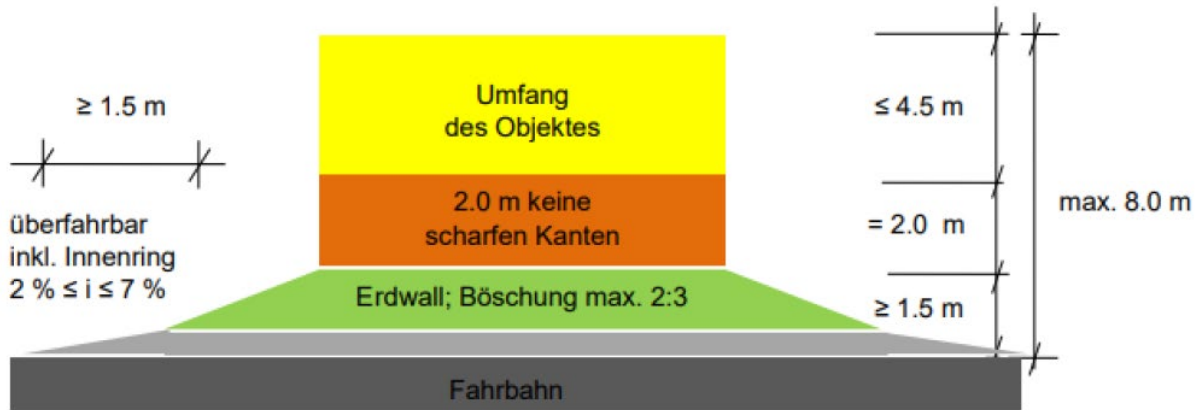 ≥ 1.5 m
überfahrbar
inkl. Innenring
2 % ≤ i ≤ 7 %
Umfang
des Objektes
2.0 m keine
scharfen Kanten
Erdwall; Böschung max. 2:3
Fahrbahn
≤ 4.5 m
= 2.0 m
≥ 1.5 m
max. 8.0 m